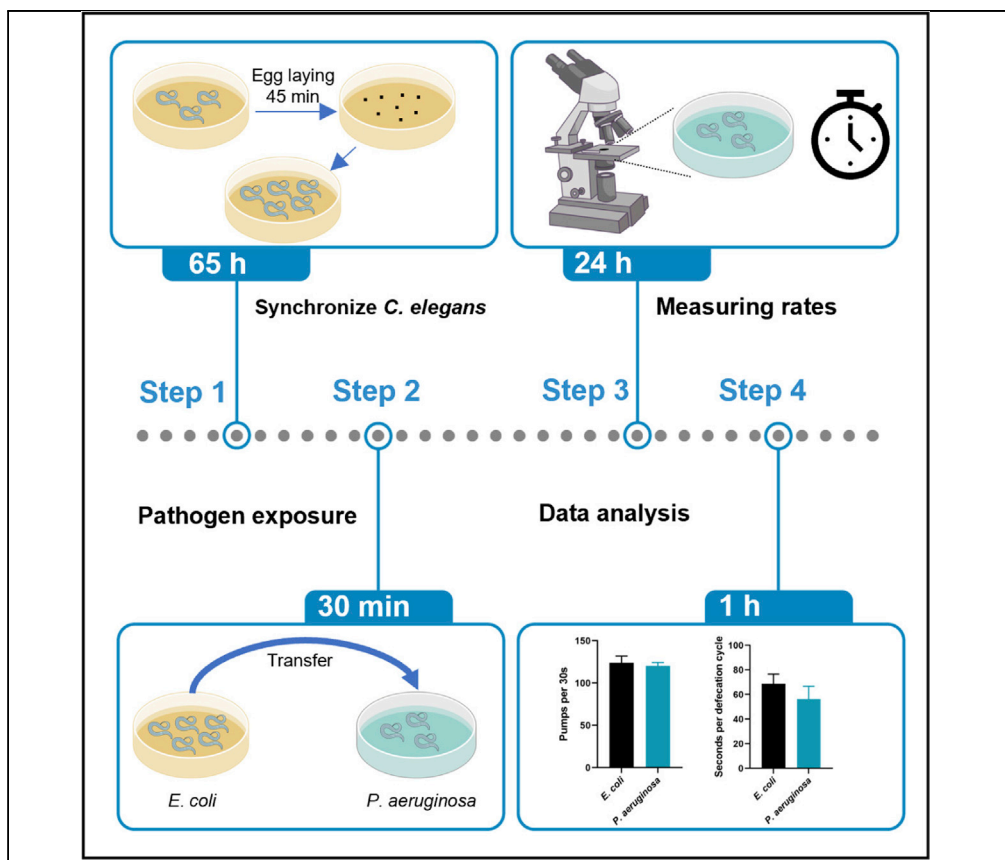 Egg laying
45 min
65 h
Synchronize C. elegans
24 h
Measuring rates
Step 1
Step 2
Step 3
Step 4
Pathogen exposure
Data analysis
30 min
Transfer
E. coli
P. aeruginosa
1 h
Pumps per 30s
150
100
50
0
E. coli
P. aeruginosa
Seconds per defecation cycle
100
80
60
40
20
0
E. coli
P. aeruginosa